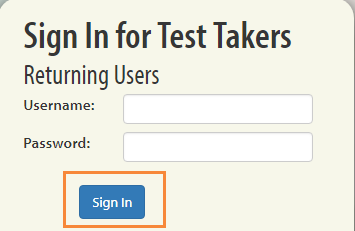 Sign In for Test Takers
Returning Users
Username:
Password:
Sign In